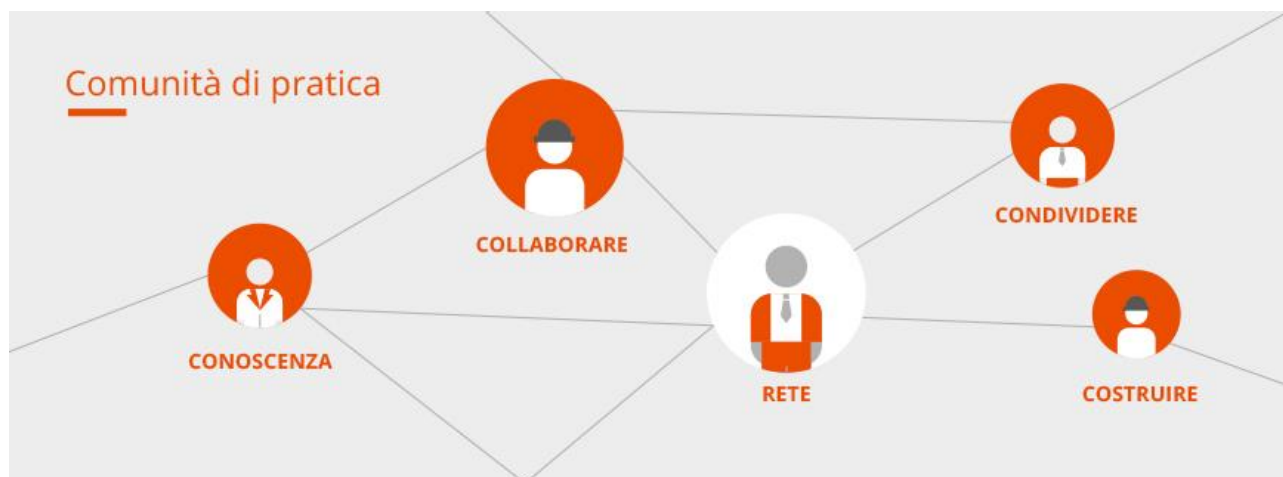 Comunità di pratica
COLLABORARE
CONDIVIDERE
CONOSCENZA
RETE
COSTRUIRE